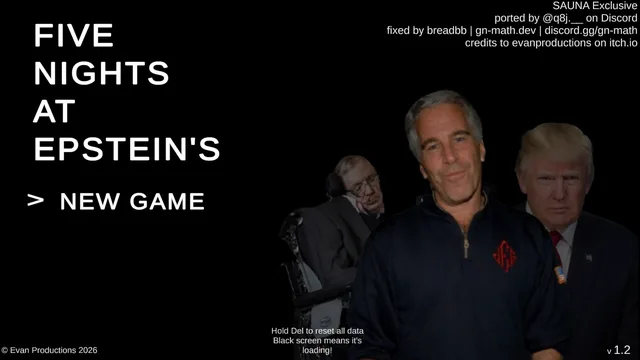 FIVE
NIGHTS
AT
EPSTEIN'S
> NEW GAME
SAUNA Exclusive
ported by @q8j.__ on Discord
fixed by breadbb | gn-math.dev | discord.gg/gn-math
credits to evanproductions on itch.io
Hold Del to reset all data
Black screen means it's
loading!
© Evan Productions 2026
v 1.2